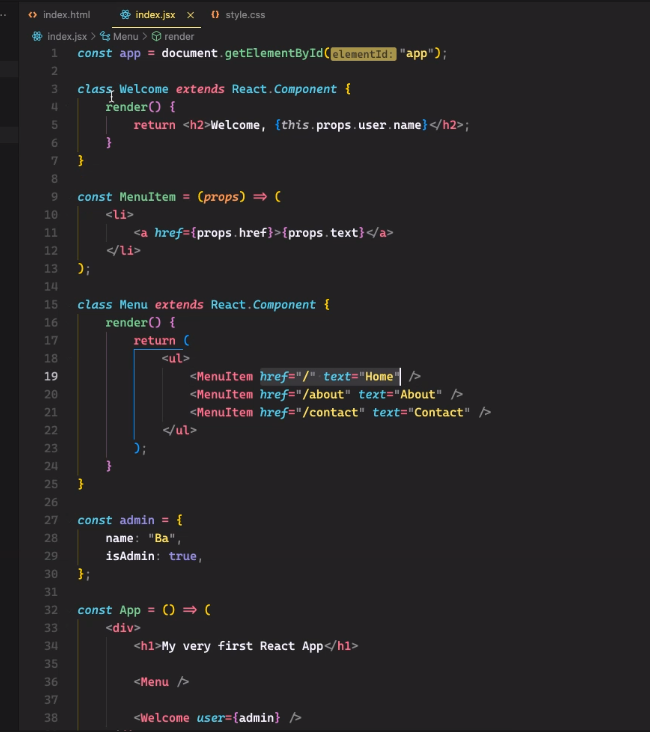 index.html index.jsx style.css
index.jsx > Menu > render
1 const app = document.getElementById(elementId: "app");
2
3 class Welcome extends React.Component {
4 render() {
5 return <h2>Welcome, {this.props.user.name}</h2>;
6 }
7 }
8
9 const MenuItem = (props) => (
10 <li>
11 <a href={props.href}>{props.text}</a>
12 </li>
13 );
14
15 class Menu extends React.Component {
16 render() {
17 return (
18 <ul>
19 <MenuItem href="/" text="Home" />
20 <MenuItem href="/about" text="About" />
21 <MenuItem href="/contact" text="Contact" />
22 </ul>
23 );
24 }
25 }
26
27 const admin = {
28 name: "Ba",
29 isAdmin: true,
30 };
31
32 const App = () => (
33 <div>
34 <h1>My very first React App</h1>
35
36 <Menu />
37
38 <Welcome user={admin} />